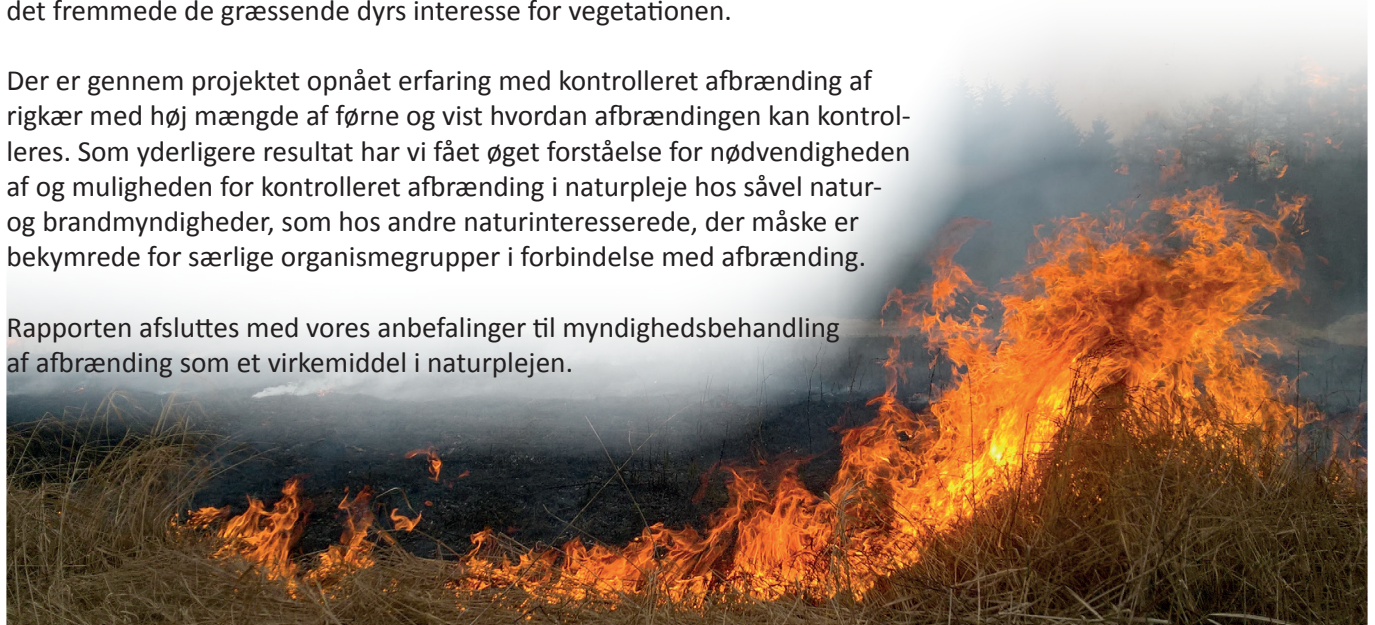 det fremmede de græssende dyrs interesse for vegetationen.
Der er gennem projektet opnået erfaring med kontrolleret afbrænding af
rigkær med høj mængde af førne og vist hvordan afbrændingen kan kontrol-
leres. Som yderligere resultat har vi fået øget forståelse for nødvendigheden
af og muligheden for kontrolleret afbrænding i naturpleje hos såvel natur-
og brandmyndigheder, som hos andre naturinteresserede, der måske er
bekymrede for særlige organismegrupper i forbindelse med afbrænding.
Rapporten afsluttes med vores anbefalinger til myndighedsbehandling
af afbrænding som et virkemiddel i naturplejen.